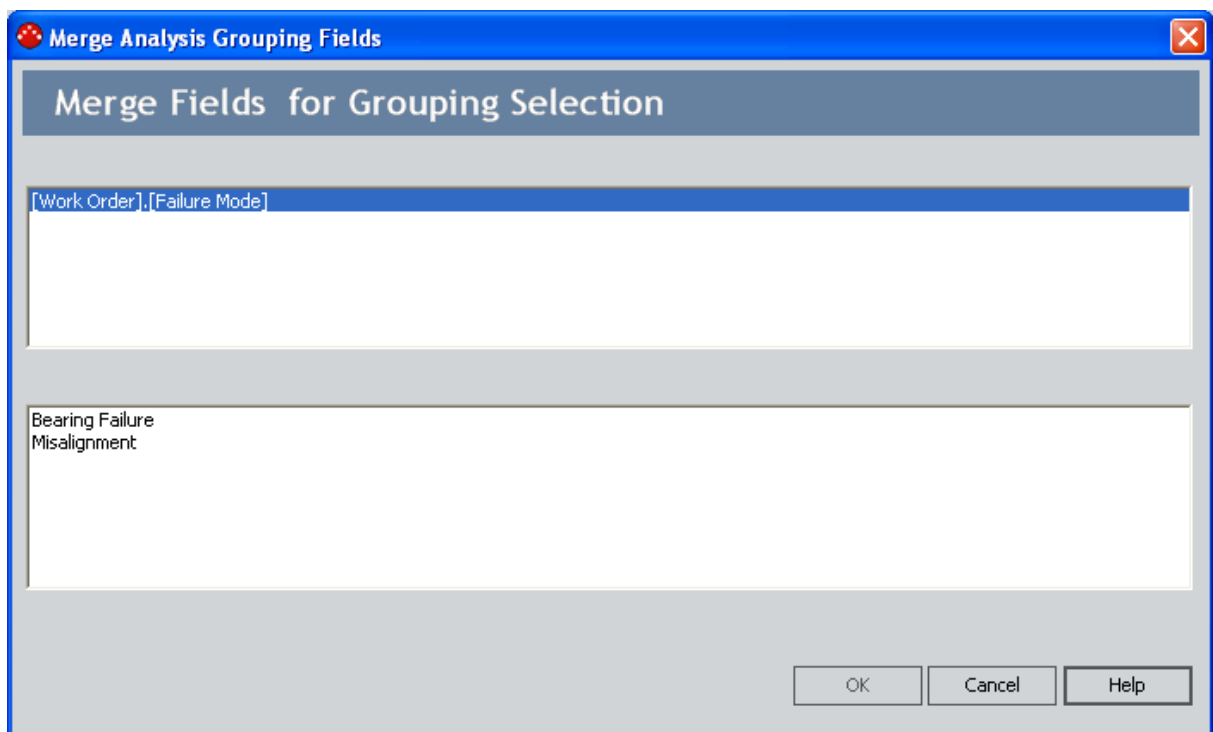 Merge Analysis Grouping Fields
Merge Fields for Grouping Selection
[Work Order].[Failure Mode]
Bearing Failure
Misalignment
OK Cancel Help